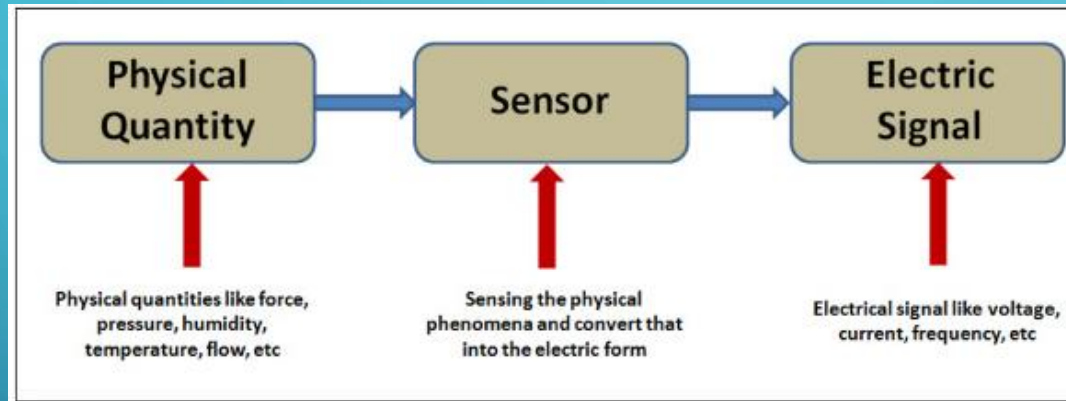 Physical
Quantity
Sensor
Electric
Signal
Physical quantities like force,
pressure, humidity,
temperature, flow, etc
Sensing the physical
phenomena and convert that
into the electric form
Electrical signal like voltage,
current, frequency, etc